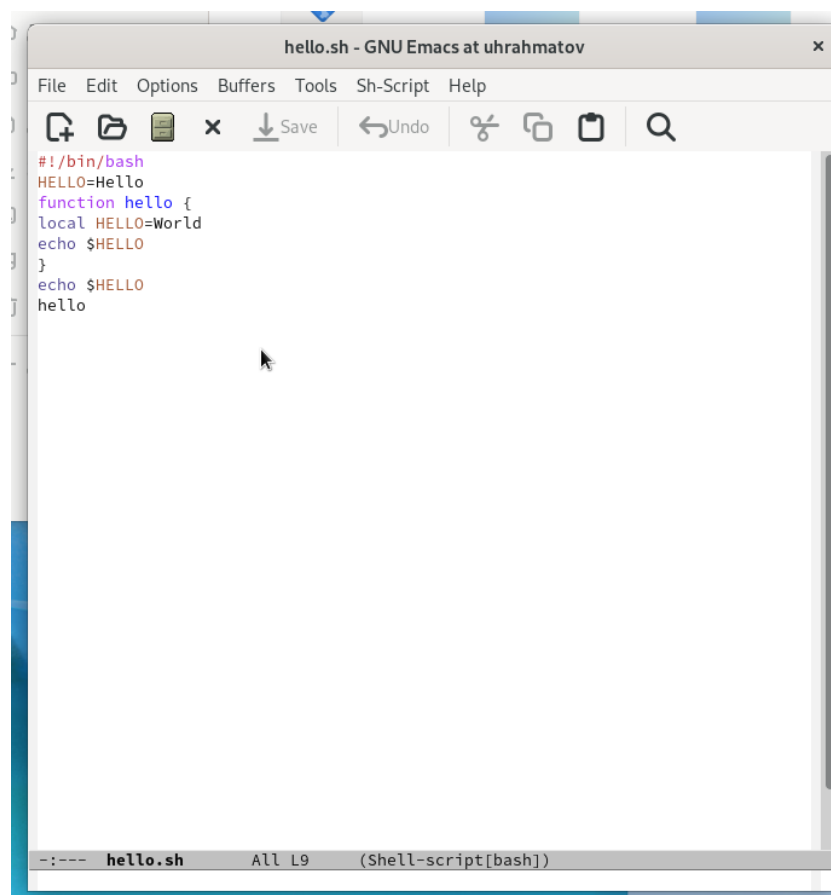 hello.sh - GNU Emacs at uhrahmatov
File Edit Options Buffers Tools Sh-Script Help
Save Undo
#!/bin/bash
HELLO=Hello
function hello {
local HELLO=World
echo $HELLO
}
echo $HELLO
hello
-:--- hello.sh All L9 (Shell-script[bash])